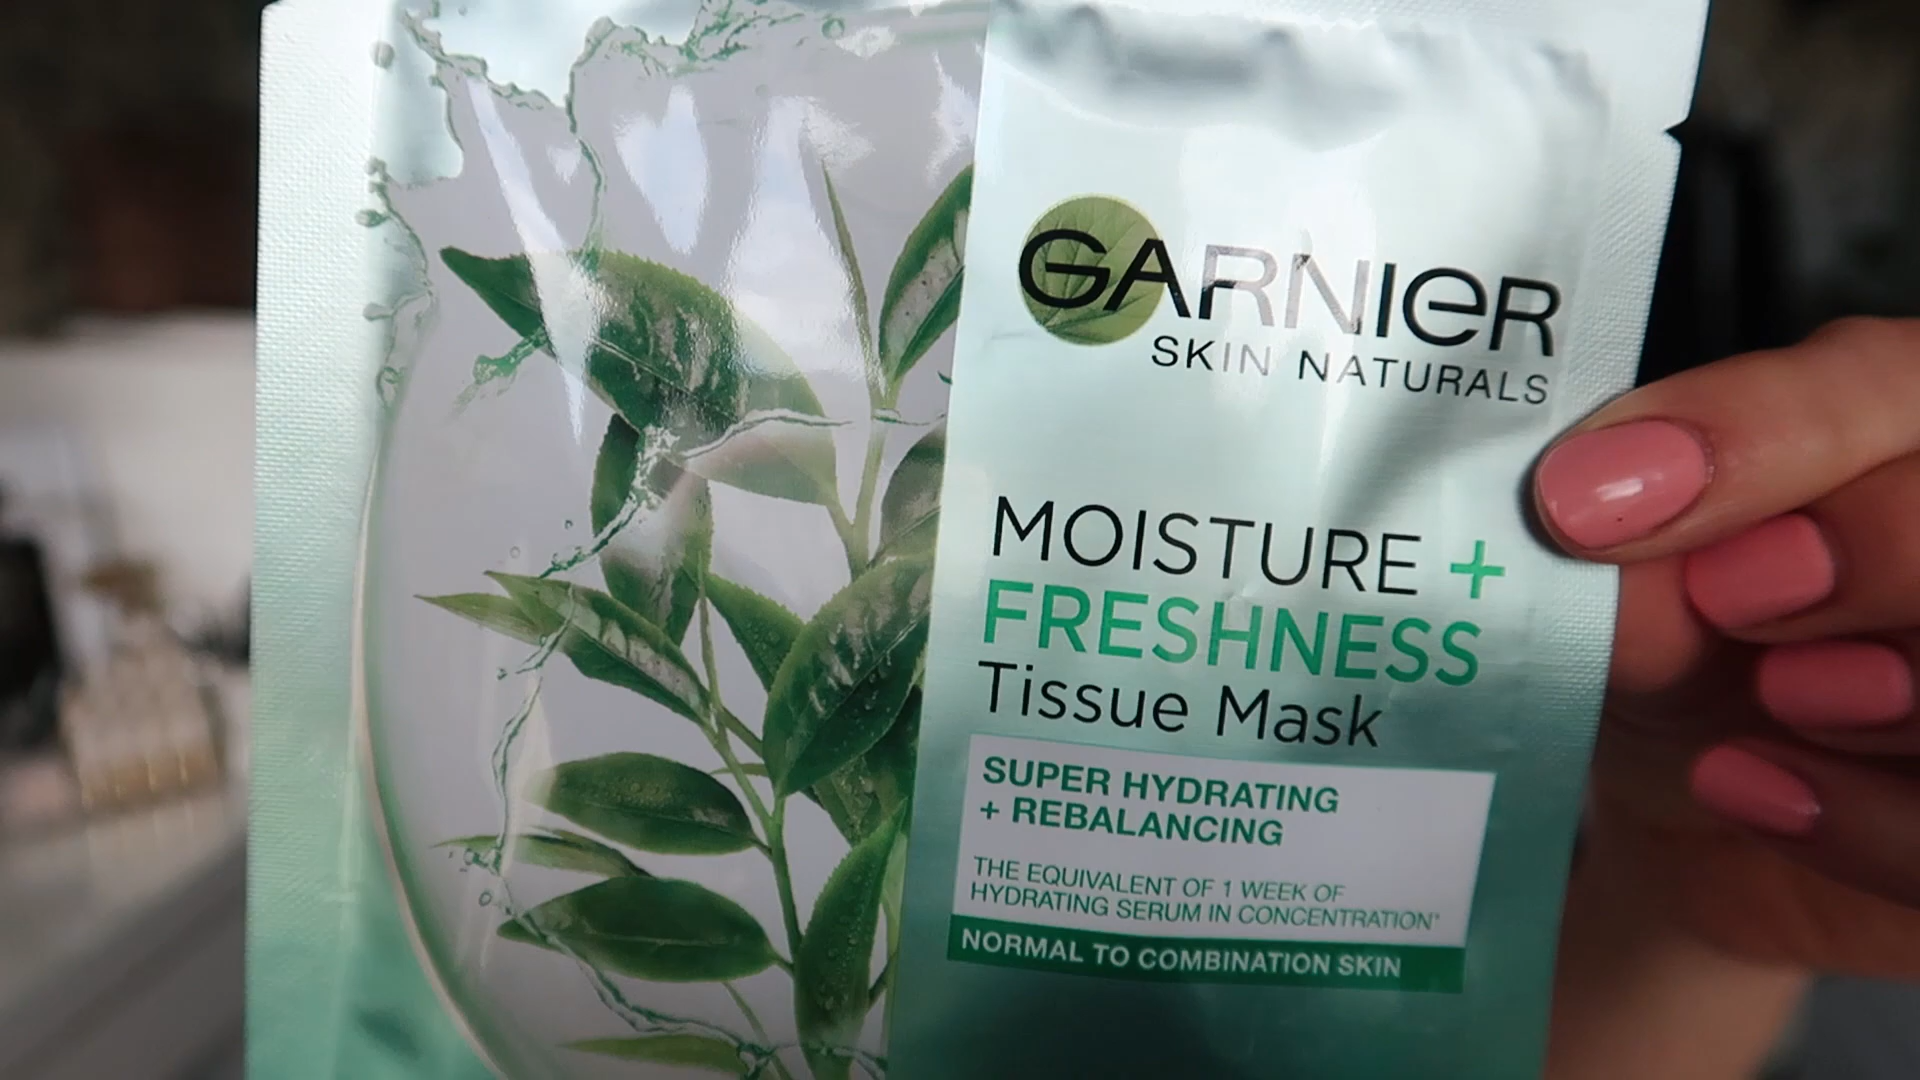 GARNIER
SKIN NATURALS
MOISTURE +
FRESHNESS
Tissue Mask
SUPER HYDRATING
+ REBALANCING
THE EQUIVALENT OF 1 WEEK OF
HYDRATING SERUM IN CONCENTRATION*
NORMAL TO COMBINATION SKIN